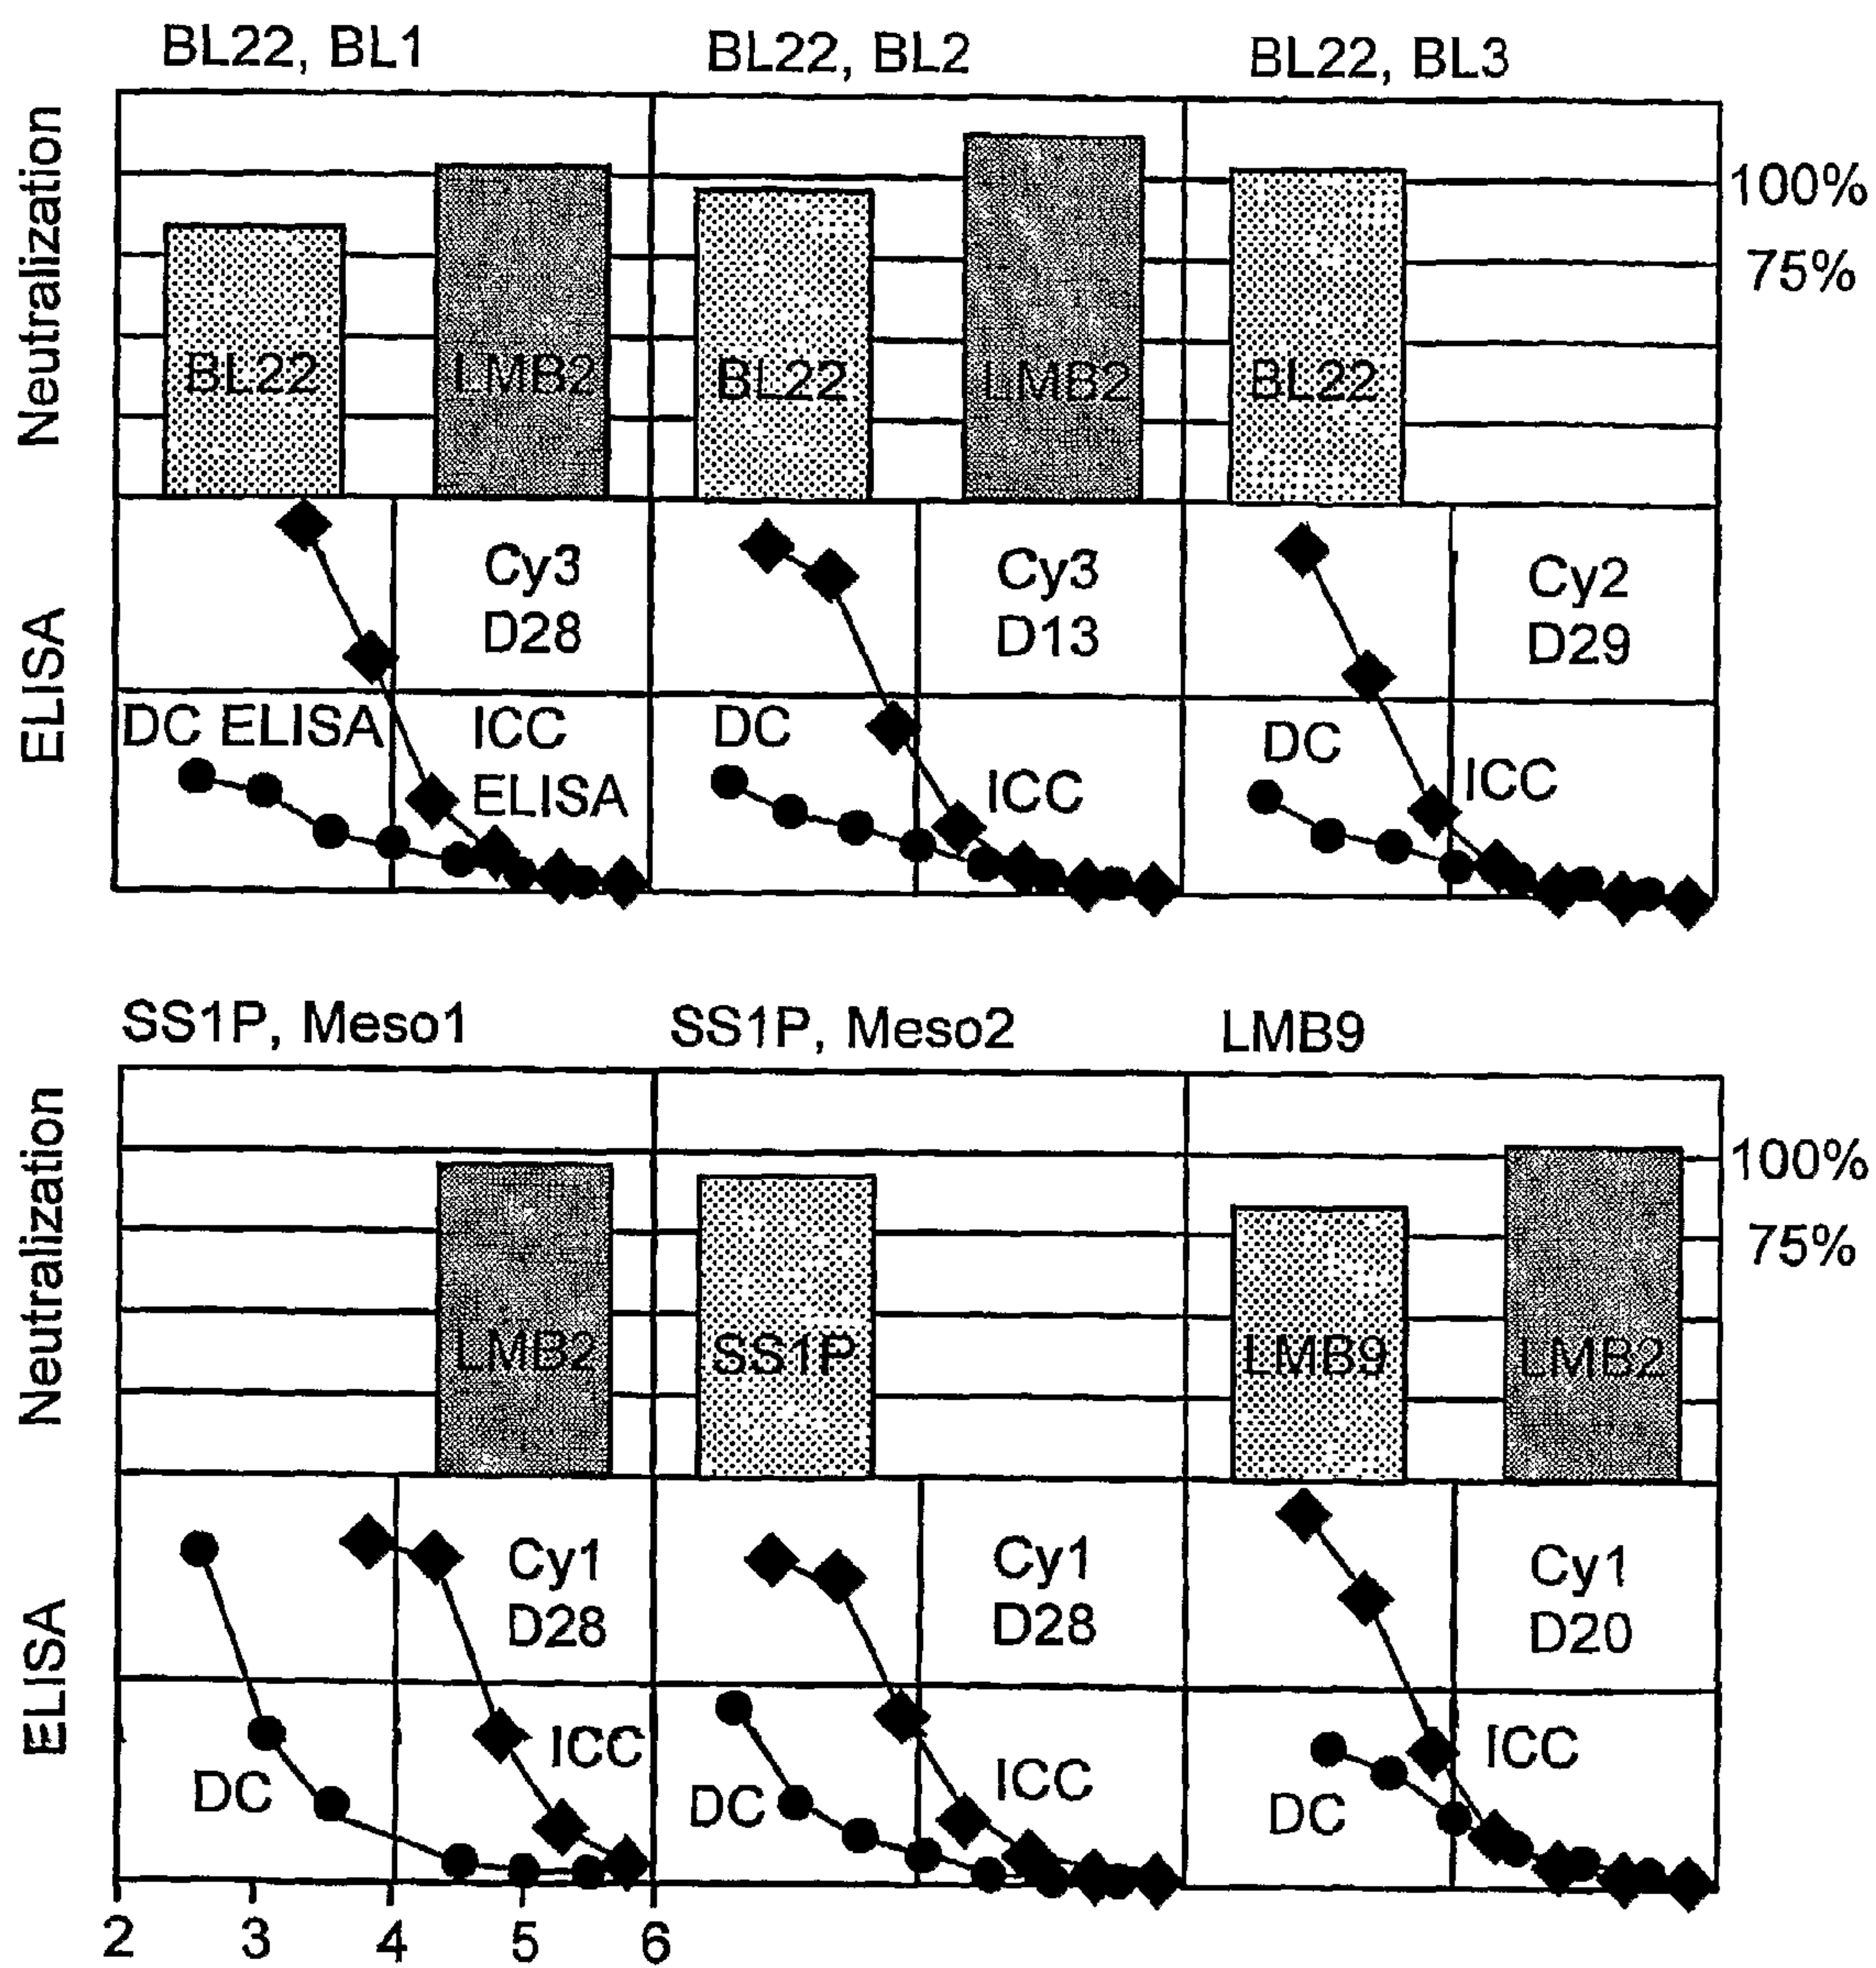 BL22, BL1
BL22, BL2
BL22, BL3
Neutralization
100%
75%
BL22
LMB2
BL22
LMB2
BL22
ELISA
Cy3
D28
Cy3
D13
Cy2
D29
DC ELISA
ICC
ELISA
DC
ICC
DC
ICC
SS1P, Meso1
SS1P, Meso2
LMB9
Neutralization
100%
75%
LMB2
SS1P
LMB9
LMB2
ELISA
Cy1
D28
Cy1
D28
Cy1
D20
DC
ICC
DC
ICC
DC
ICC
2 3 4 5 6